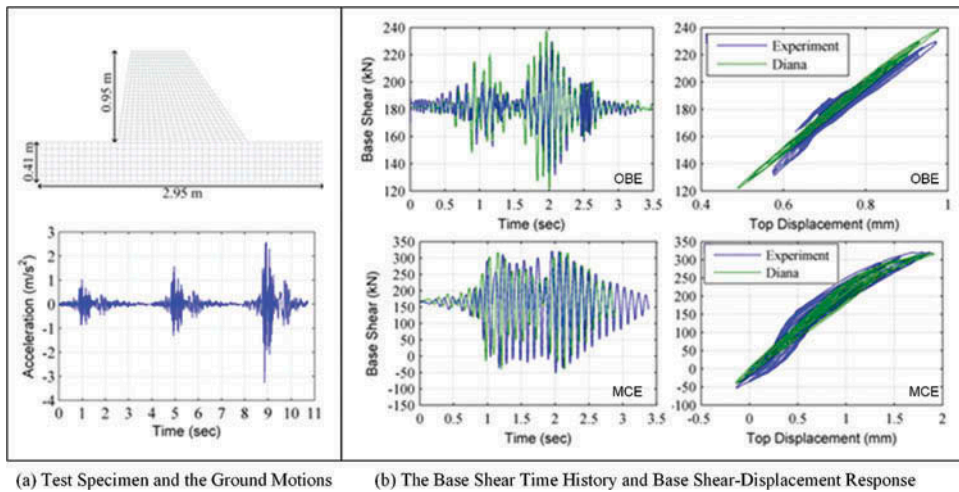 0.95 m
0.41 m
2.95 m
3
2
1
0
-1
-2
-3
-4
Acceleration (m/s²)
0 1 2 3 4 5 6 7 8 9 10 11
Time (sec)
240
220
200
180
160
140
120
Base Shear (kN)
OBE
0 0.5 1 1.5 2 2.5 3 3.5
Time (sec)
240
220
200
180
160
140
120
Experiment
Diana
OBE
0.4 0.6 0.8 1
Top Displacement (mm)
350
300
250
200
150
100
50
0
-50
-100
-150
Base Shear (kN)
MCE
0 0.5 1 1.5 2 2.5 3 3.5 4
Time (sec)
350
300
250
200
150
100
50
0
-50
-100
Experiment
Diana
MCE
-0.5 0 0.5 1 1.5 2
Top Displacement (mm)
(a) Test Specimen and the Ground Motions
(b) The Base Shear Time History and Base Shear-Displacement Response